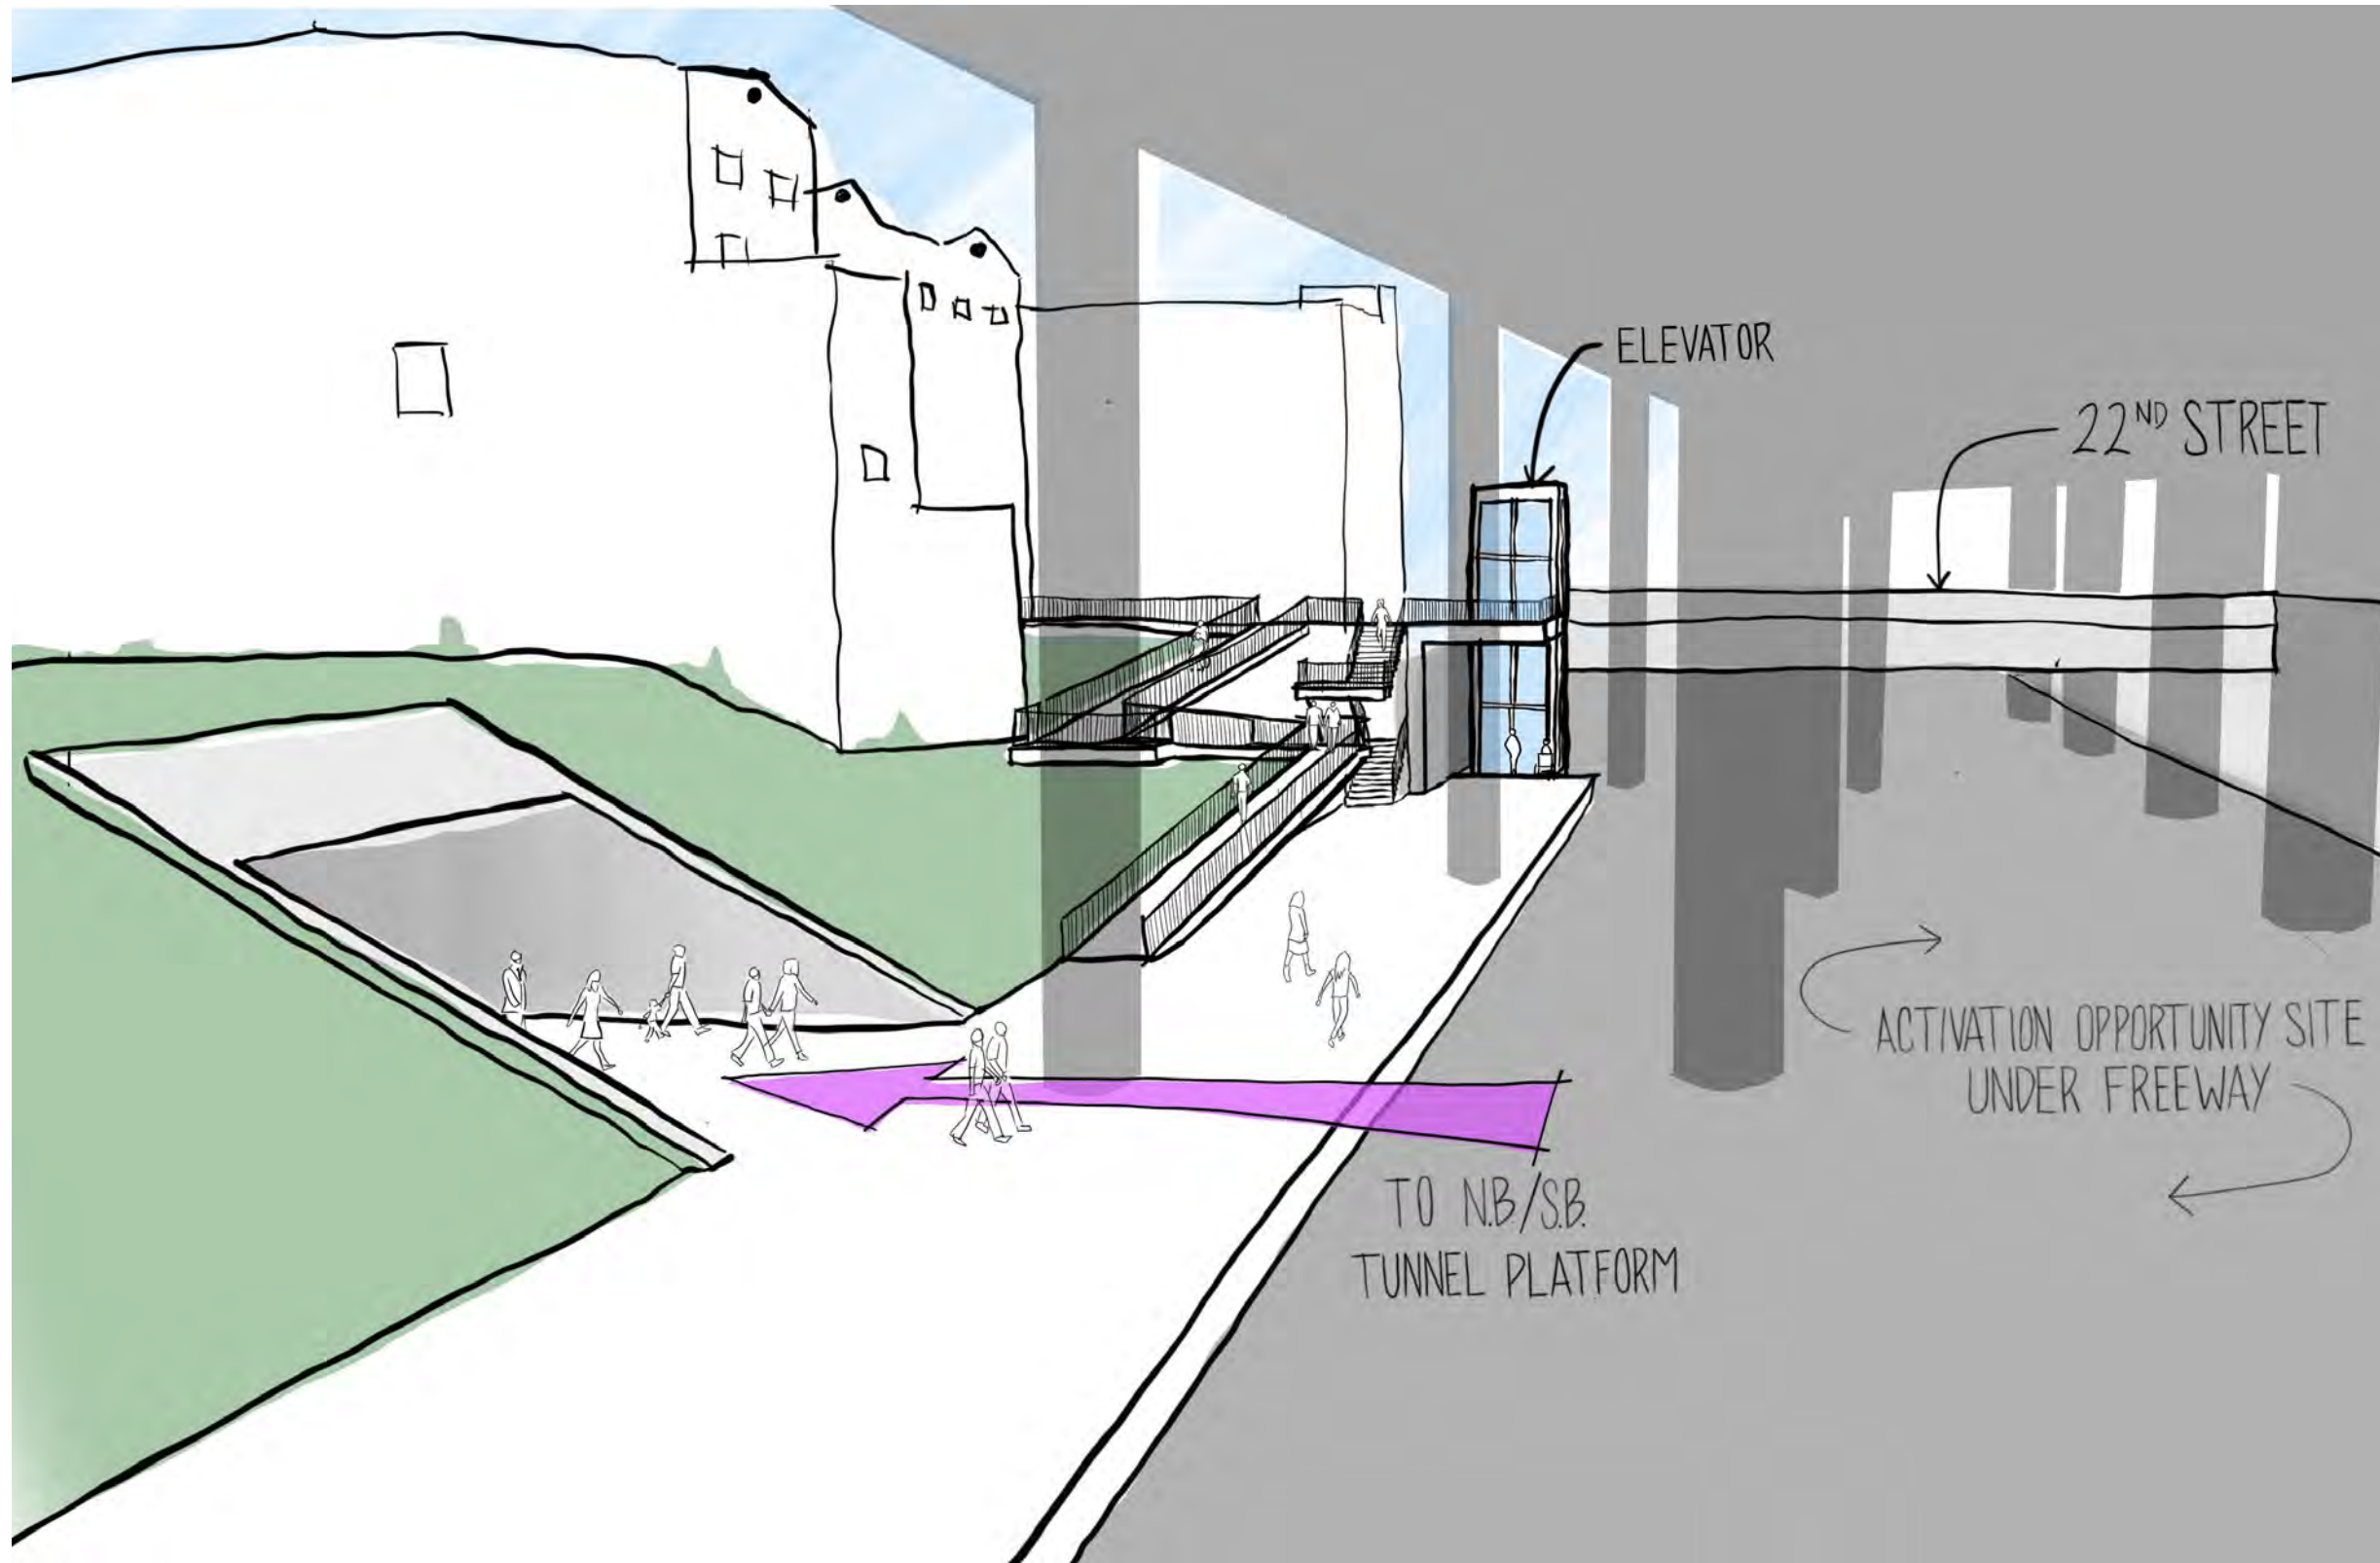 ELEVATOR
22ND STREET
ACTIVATION OPPORTUNITY SITE
UNDER FREEWAY
TO N.B./S.B.
TUNNEL PLATFORM